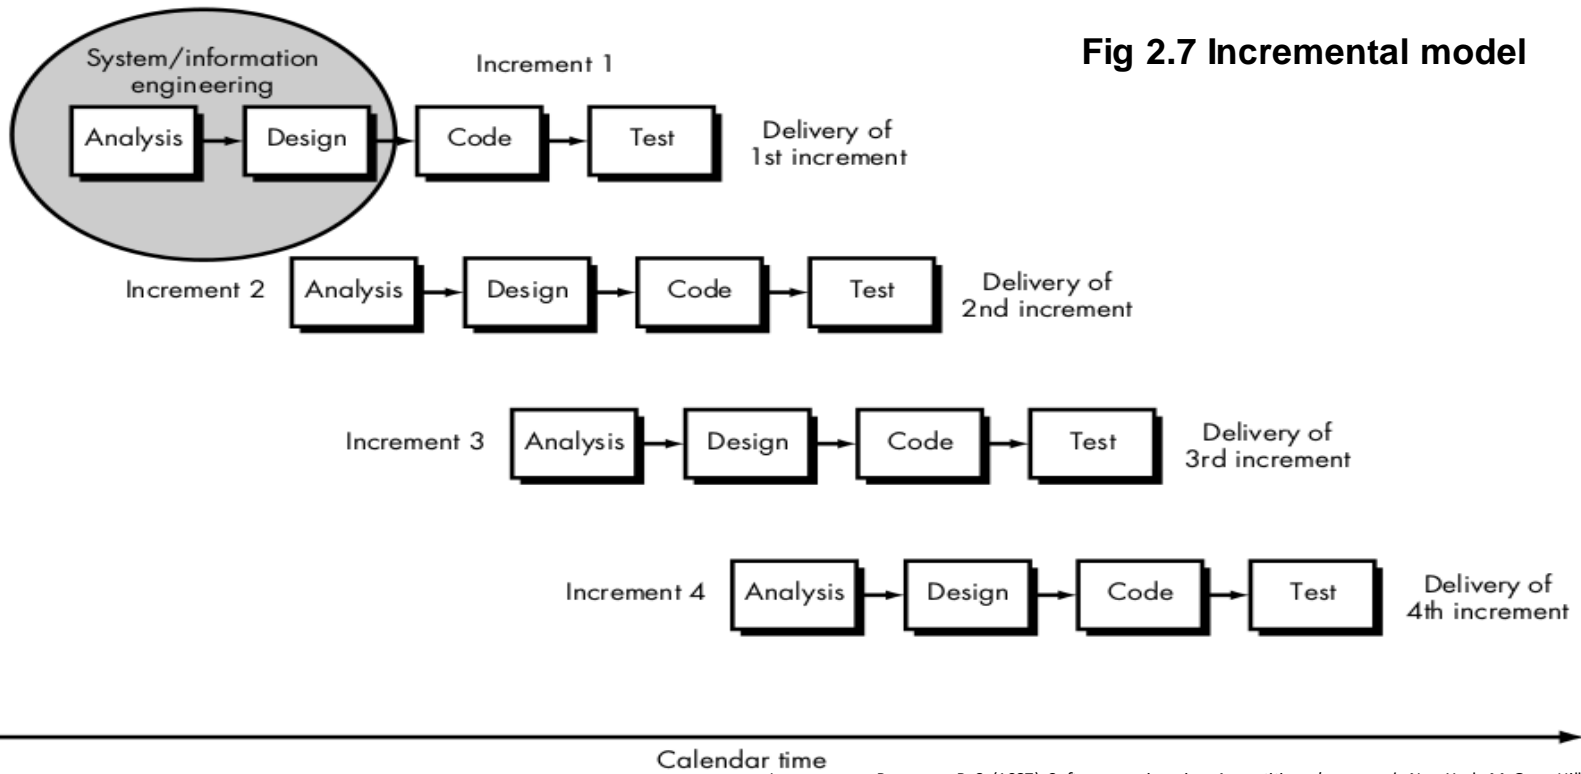 Fig 2.7 Incremental model
System/information
engineering
Increment 1
Analysis
Design
Code
Test
Delivery of
1st increment
Increment 2
Analysis
Design
Code
Test
Delivery of
2nd increment
Increment 3
Analysis
Design
Code
Test
Delivery of
3rd increment
Increment 4
Analysis
Design
Code
Test
Delivery of
4th increment
Calendar time